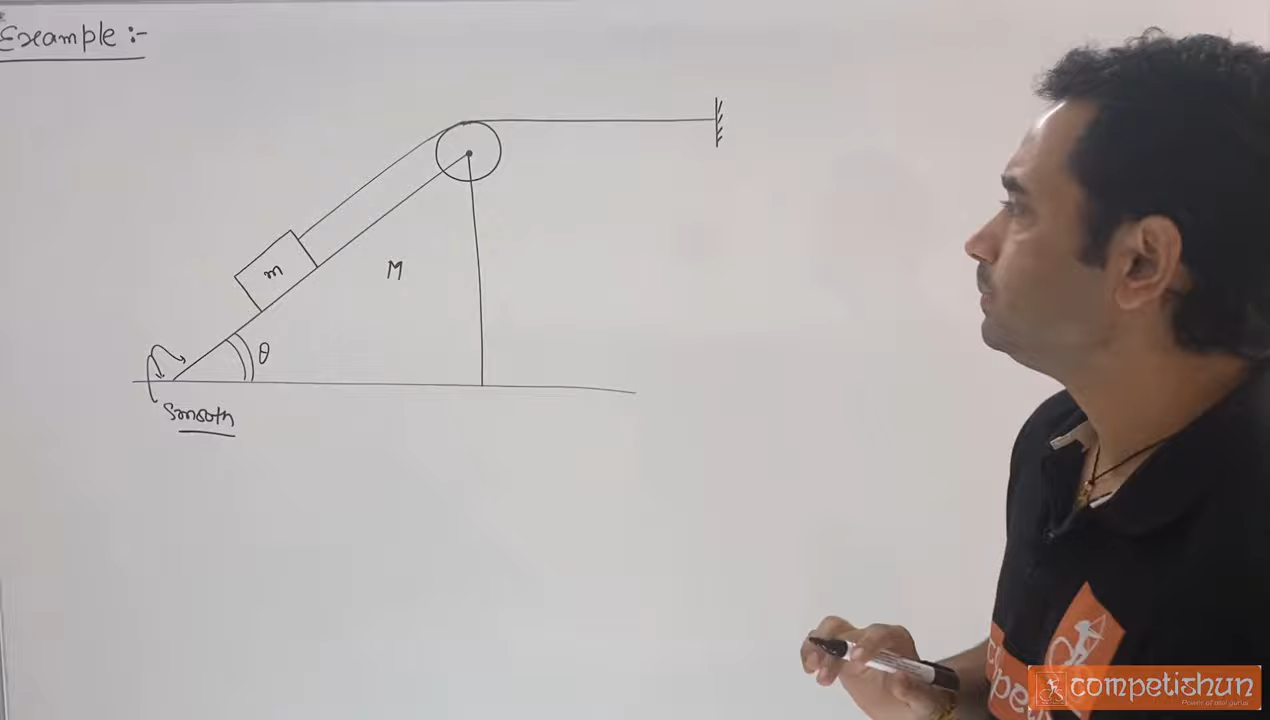 Example :-
m
M
θ
Smooth
competishun
Power of real gurus